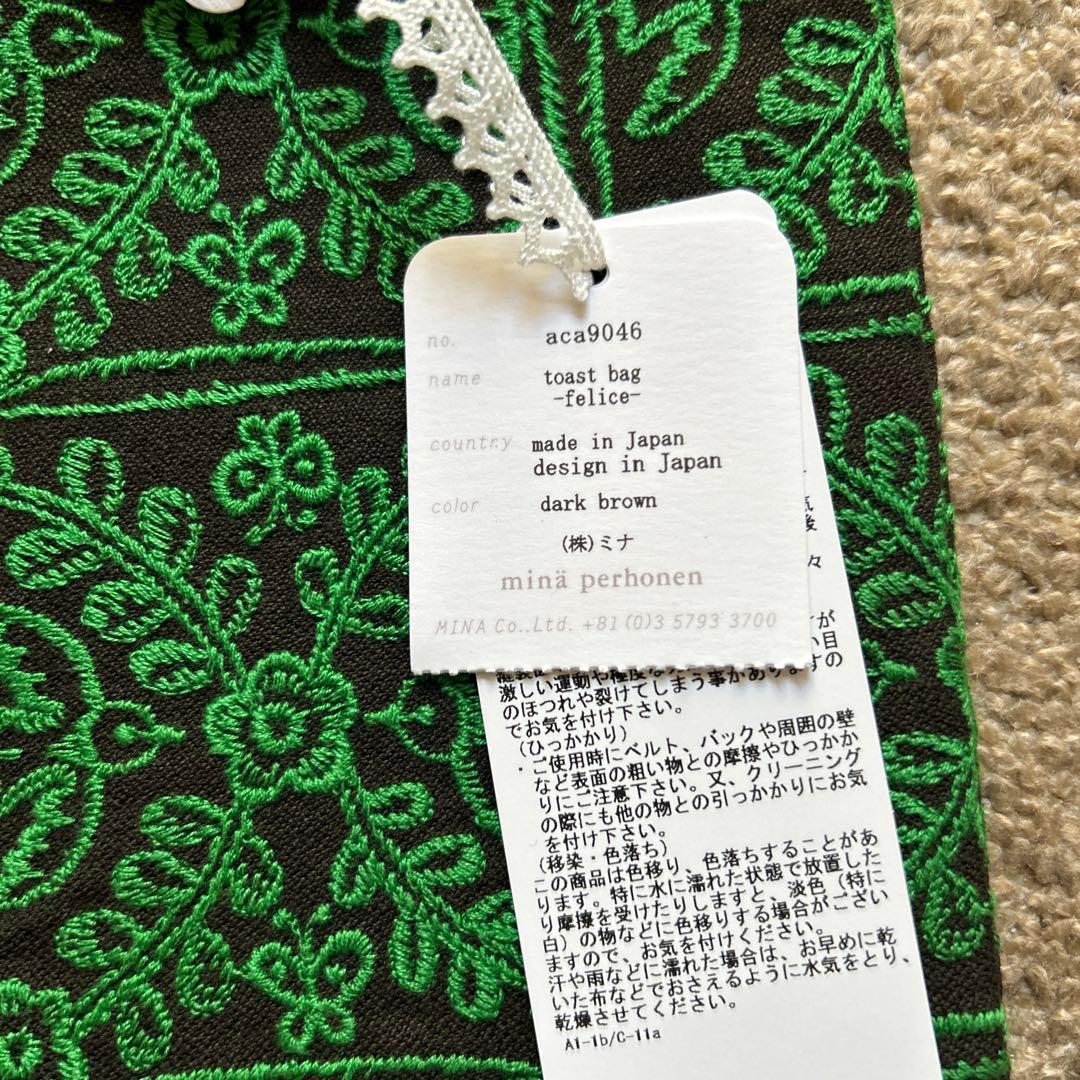 no. aca9046
name toast bag
-felice-
country made in Japan
design in Japan
color dark brown
(株)ミナ
minä perhonen
MINA Co.,Ltd. +81(0)3 5793 3700
気
後
々
が
い目
激しい運動や極度な
のほつれや裂けてしまう事がありますの
でお気を付け下さい。
(ひっかかり)
・ご使用時にベルト、バックや周囲の壁
など表面の粗い物との摩擦やひっかか
りにご注意下さい。又、クリーニング
の際にも他の物との引っかかりにお気
を付け下さい。
(移染・色落ち)
この商品は色移り、色落ちすることがあ
ります。特に水に濡れた状態で放置した
り摩擦を受けたりしますと、淡色(特に
白)の物などに色移りする場合がござい
ますので、お気を付けください。
汗や雨などに濡れた場合は、お早めに乾
いた布などでおさえるように水気をとり、
乾燥させてください。
A1-1b/C-11a